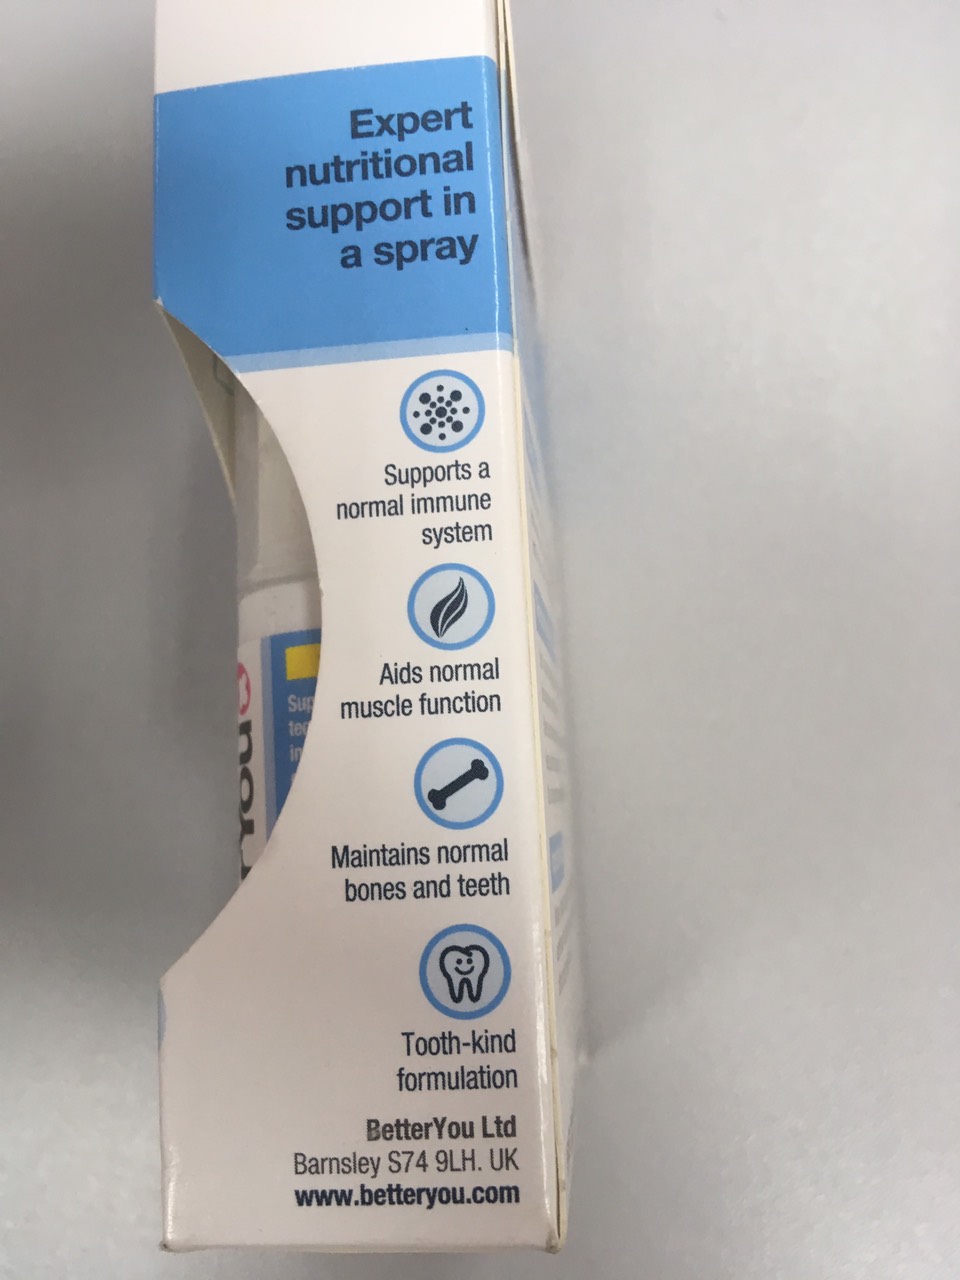 Expert
nutritional
support in
a spray
Supports a
normal immune
system
Aids normal
muscle function
Maintains normal
bones and teeth
Tooth-kind
formulation
BetterYou Ltd
Barnsley S74 9LH. UK
www.betteryou.com
You